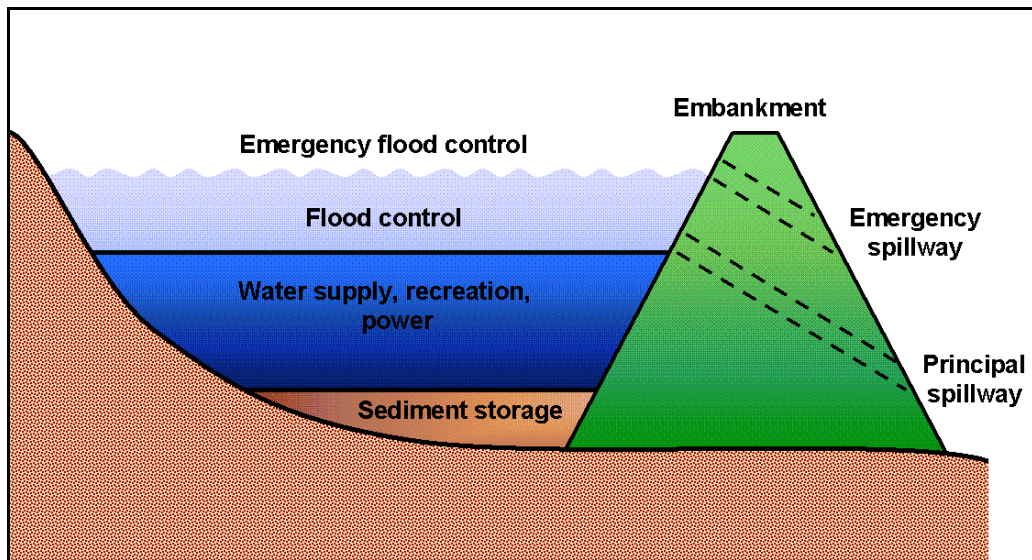 Embankment
Emergency flood control
Flood control
Emergency
spillway
Water supply, recreation,
power
Principal
spillway
Sediment storage